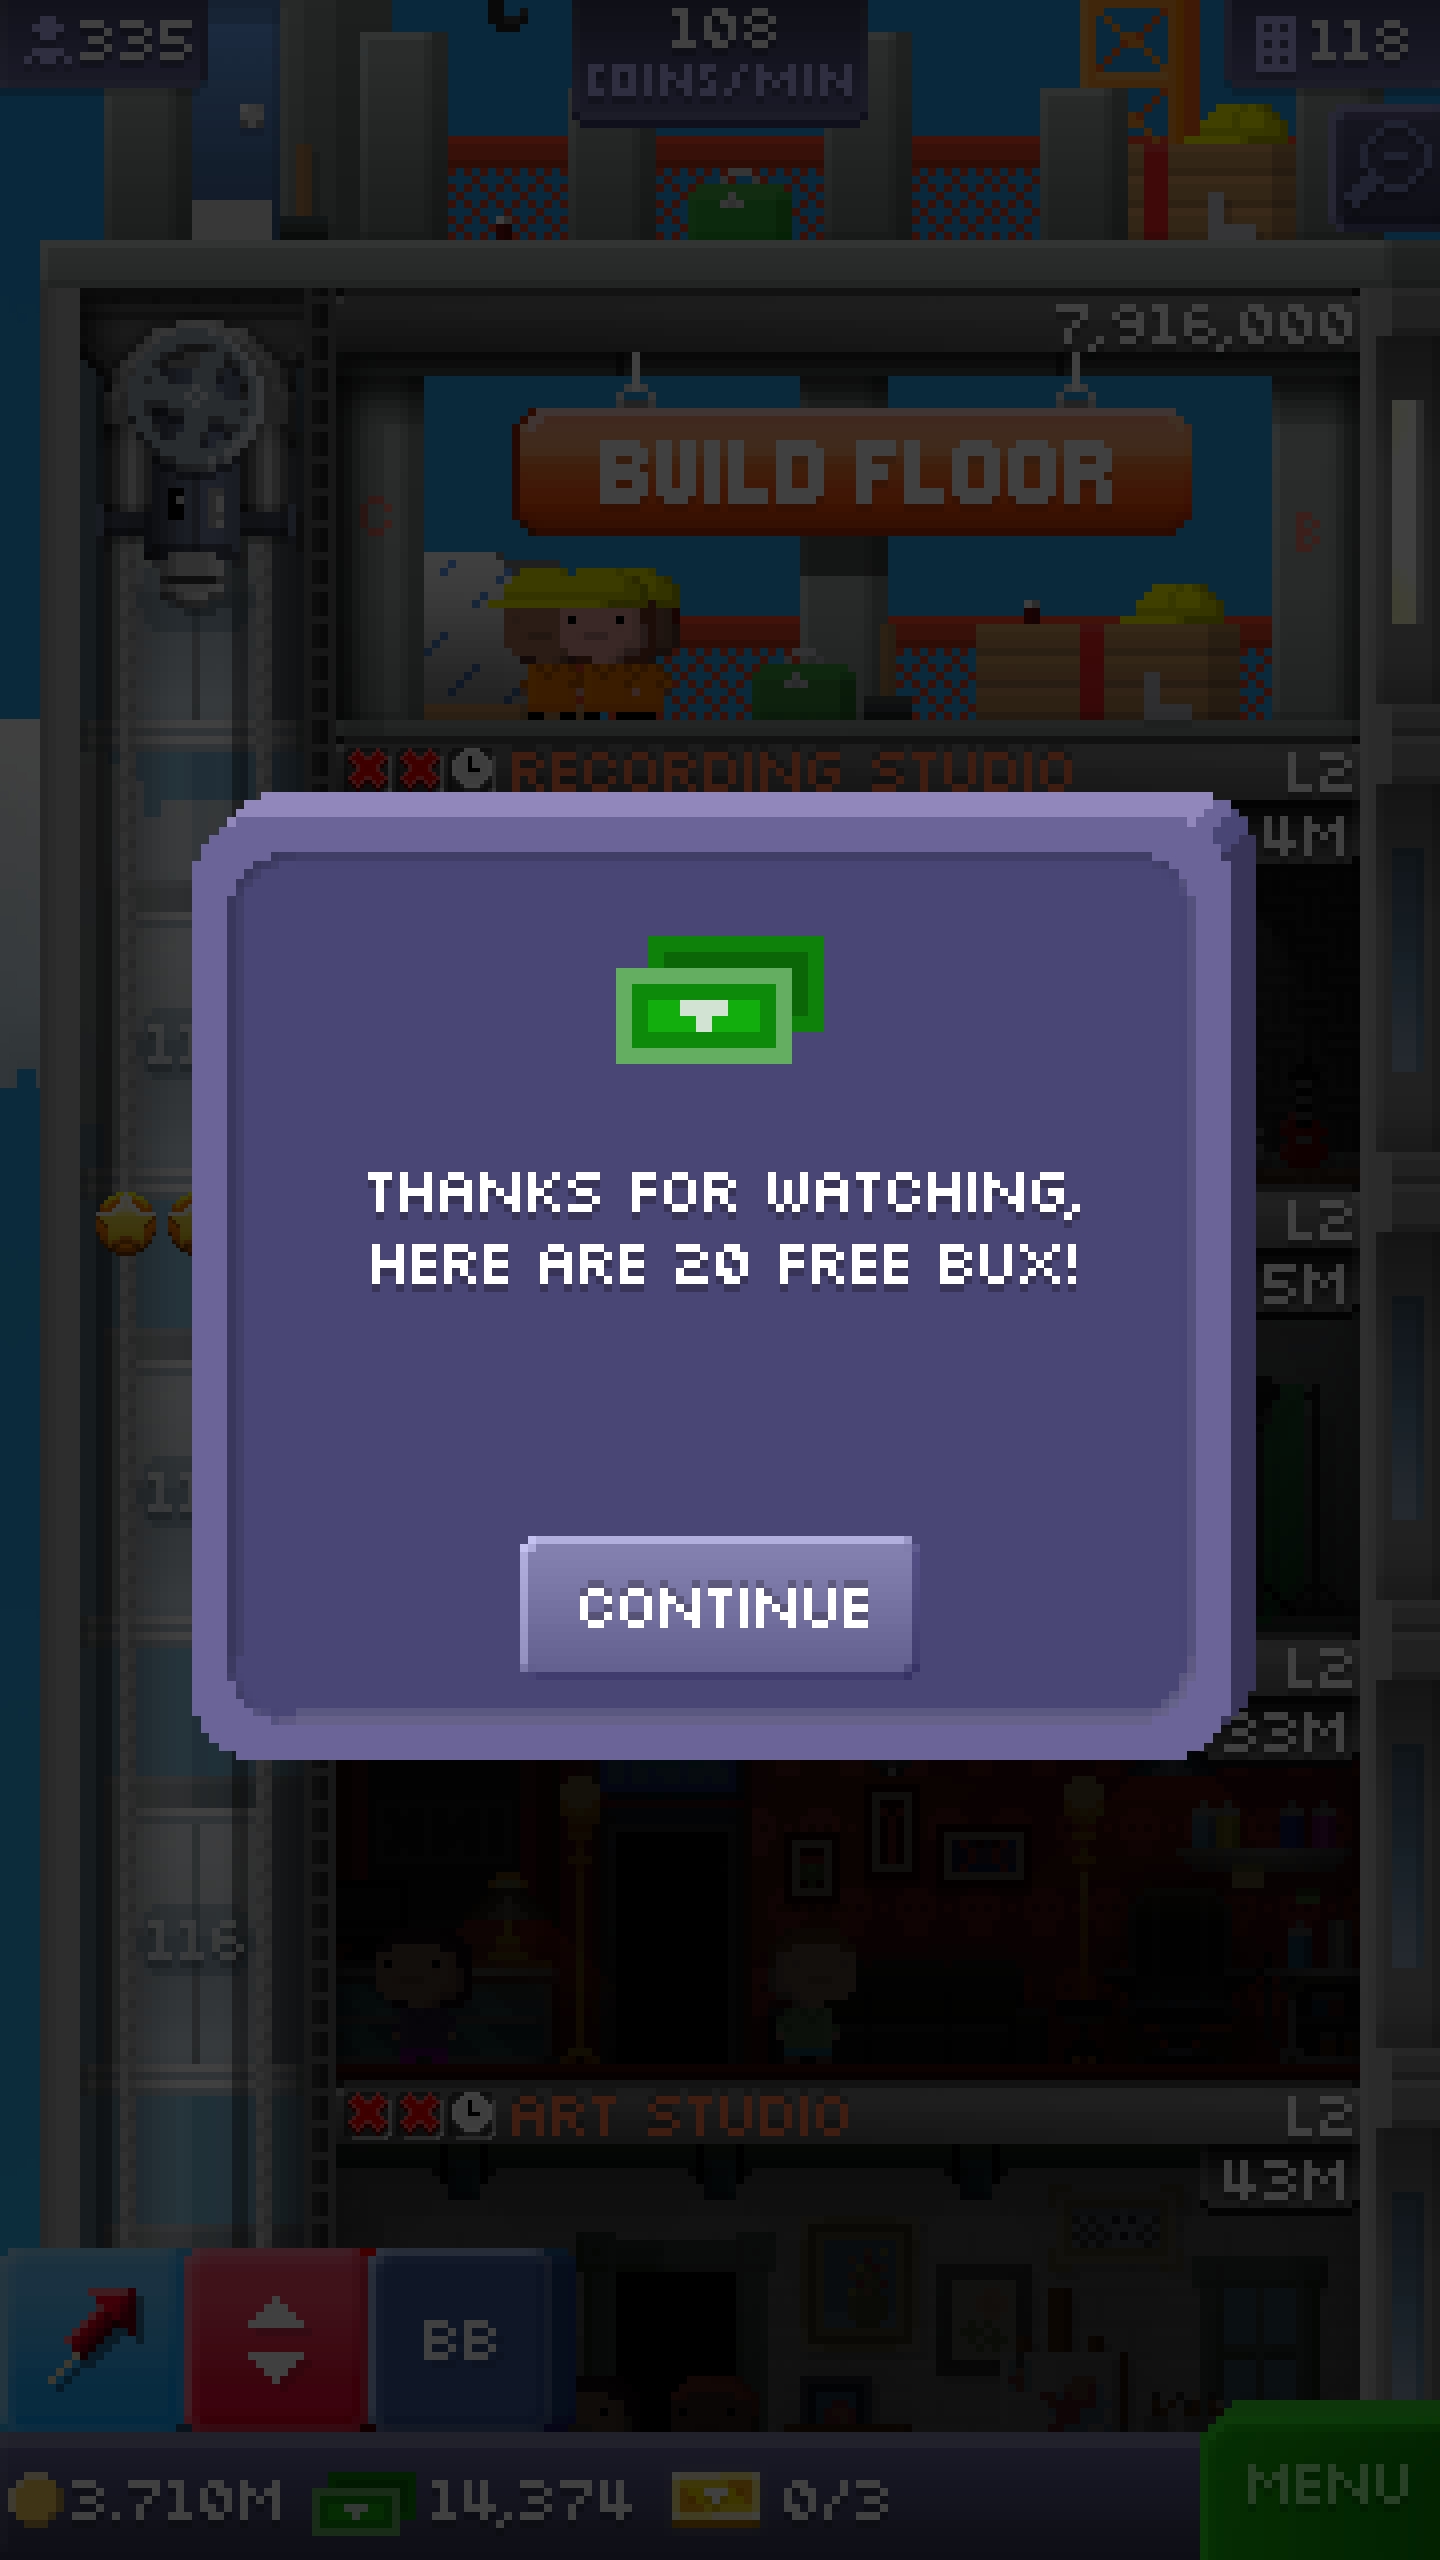 335
108
COINS/MIN
118
7,916,000
C
BUILD FLOOR
B
RECORDING STUDIO
L2
4M
THANKS FOR WATCHING,
HERE ARE 20 FREE BUX!
L2
5M
CONTINUE
L2
33M
116
ART STUDIO
L2
43M
BB
3.710M
14,374
0/3
MENU